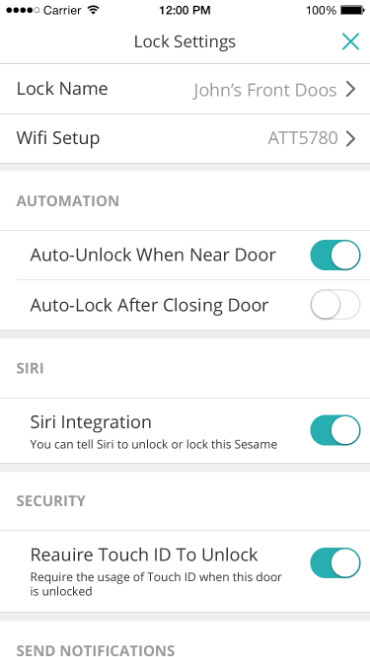 Carrier 12:00 PM 100%
Lock Settings
Lock Name John's Front Doos
Wifi Setup ATT5780
AUTOMATION
Auto-Unlock When Near Door
Auto-Lock After Closing Door
SIRI
Siri Integration
You can tell Siri to unlock or lock this Sesame
SECURITY
Reauire Touch ID To Unlock
Require the usage of Touch ID when this door
is unlocked
SEND NOTIFICATIONS